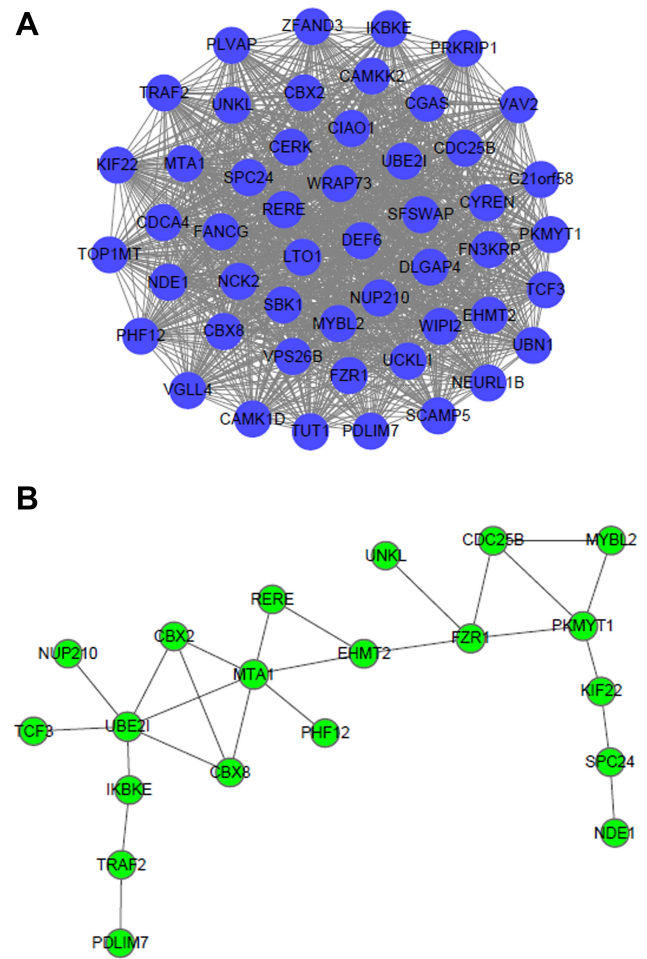 A
ZFAND3
IKBKE
PLVAP
PRKRIP1
CAMKK2
TRAF2
UNKL
CBX2
CGAS
VAV2
CIAO1
CERK
CDC25B
KIF22
MTA1
UBE2I
SPC24
WRAP73
C21orf58
CYREN
RERE
SFSWAP
CDCA4
FANCG
PKMYT1
DEF6
TOP1MT
LTO1
FN3KRP
DLGAP4
NDE1
NCK2
TCF3
NUP210
SBK1
EHMT2
MYBL2
WIPI2
PHF12
CBX8
UBN1
VPS26B
UCKL1
FZR1
NEURL1B
VGLL4
SCAMP5
CAMK1D
TUT1
PDLIM7
B
CDC25B
MYBL2
UNKL
RERE
PKMYT1
CBX2
FZR1
NUP210
EHMT2
MTA1
KIF22
UBE2I
TCF3
PHF12
SPC24
CBX8
IKBKE
NDE1
TRAF2
PDLIM7